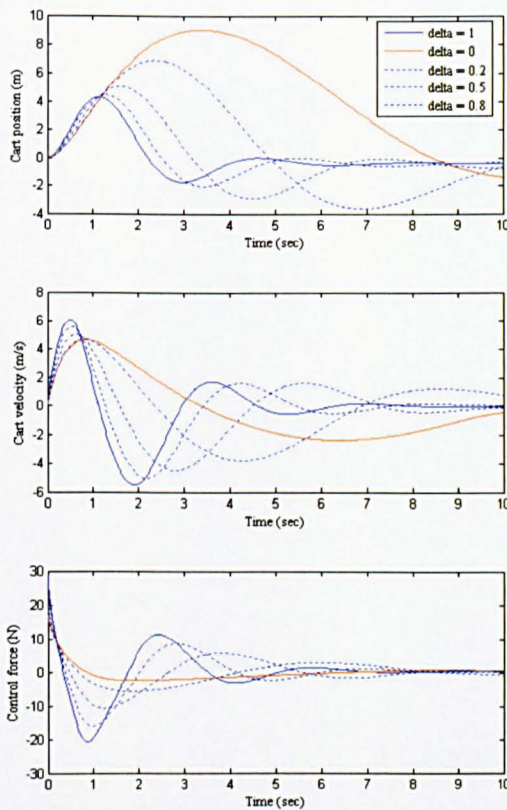 10
8
6
4
2
0
-2
-4
Cart position (m)
delta = 1
delta = 0
delta = 0.2
delta = 0.5
delta = 0.8
0 1 2 3 4 5 6 7 8 9 10
Time (sec)
8
6
4
2
0
-2
-4
-6
Cart velocity (m/s)
0 1 2 3 4 5 6 7 8 9 10
Time (sec)
30
20
10
0
-10
-20
-30
Control force (N)
0 1 2 3 4 5 6 7 8 9 10
Time (sec)